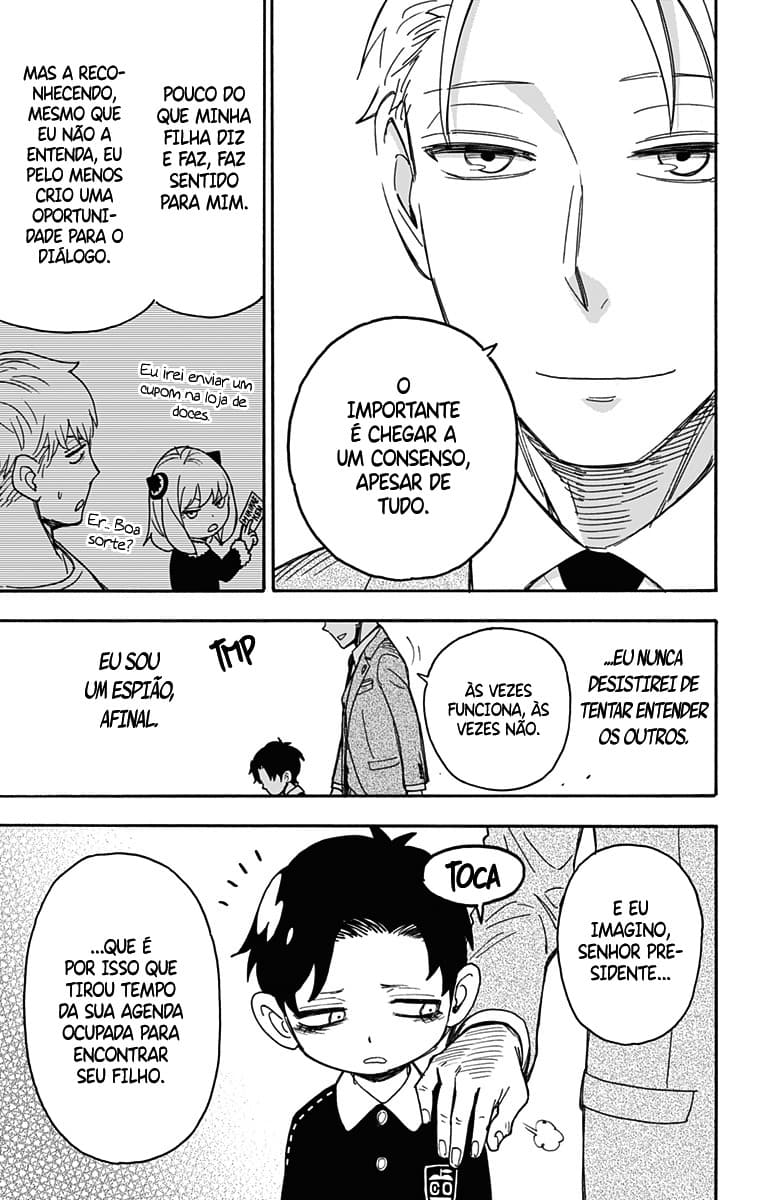 O
IMPORTANTE
É CHEGAR A
UM CONSENSO,
APESAR DE
TUDO.
POUCO DO
QUE MINHA
FILHA DIZ
E FAZ, FAZ
SENTIDO
PARA MIM.
MAS A RECO-
NHECENDO,
MESMO QUE
EU NÃO A
ENTENDA, EU
PELO MENOS
CRIO UMA
OPORTUNI-
DADE PARA O
DIÁLOGO.
Eu irei enviar um
cupom na loja de
doces.
Er.. Boa
sorte?
...EU NUNCA
DESISTIREI DE
TENTAR ENTENDER
OS OUTROS.
ÀS VEZES
FUNCIONA, ÀS
VEZES NÃO.
TMP
EU SOU
UM ESPIÃO,
AFINAL.
E EU
IMAGINO,
SENHOR PRE-
SIDENTE...
TOCA
...QUE É
POR ISSO QUE
TIROU TEMPO
DA SUA AGENDA
OCUPADA PARA
ENCONTRAR
SEU FILHO.